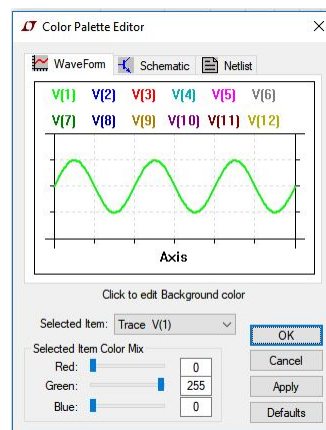 Color Palette Editor
WaveForm Schematic Netlist
V(1) V(2) V(3) V(4) V(5) V(6)
V(7) V(8) V(9) V(10) V(11) V(12)
Axis
Click to edit Background color
Selected Item: Trace V(1)
OK
Selected Item Color Mix
Red: 0
Cancel
Green: 255
Apply
Blue: 0
Defaults